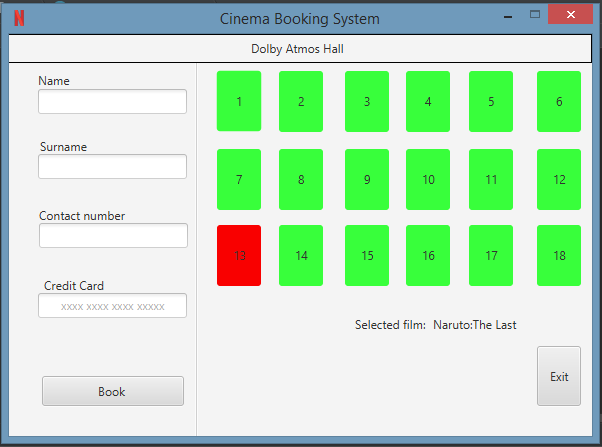 Cinema Booking System
Dolby Atmos Hall
Name
Surname
Contact number
Credit Card
xxxx xxxx xxxx xxxxx
Book
1 2 3 4 5 6
7 8 9 10 11 12
13 14 15 16 17 18
Selected film: Naruto:The Last
Exit